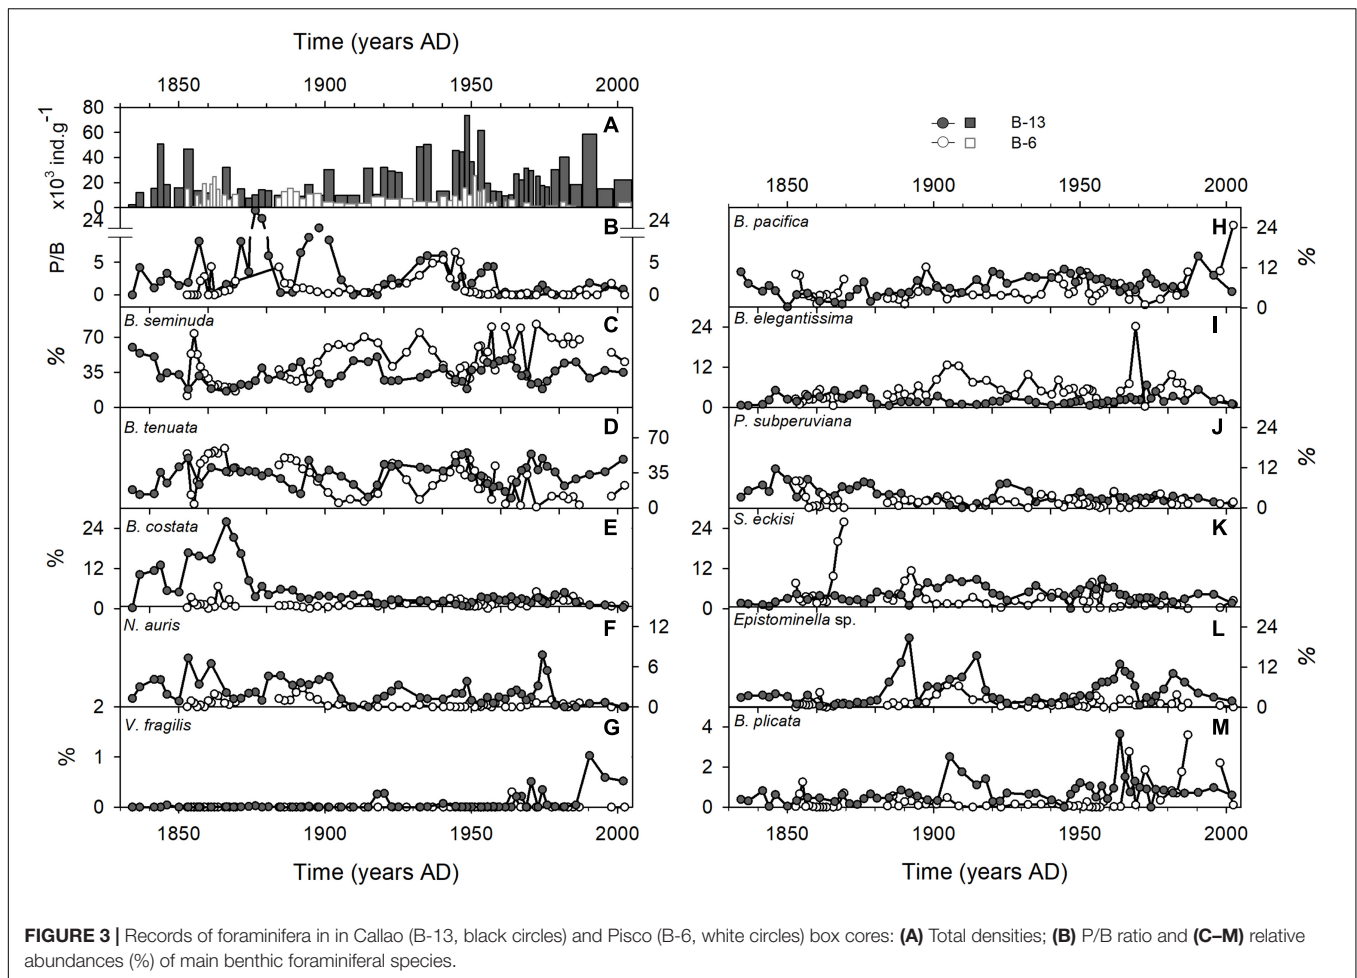 Time (years AD)
1850 1900 1950 2000
80
60
40
20
0
x10³ ind.g⁻¹
A
B-13
B-6
24
5
0
P/B
B
24
5
0
B. seminuda
C
70
35
0
%
B. tenuata
D
70
35
0
B. costata
E
24
12
0
%
N. auris
F
12
6
0
V. fragilis
G
2
1
0
%
1850 1900 1950 2000
Time (years AD)
1850 1900 1950 2000
B. pacifica
H
24
12
0
%
B. elegantissima
I
24
12
0
P. subperuviana
J
24
12
0
%
S. eckisi
K
24
12
0
Epistominella sp.
L
24
12
0
%
B. plicata
M
4
2
0
1850 1900 1950 2000
Time (years AD)
FIGURE 3 | Records of foraminifera in in Callao (B-13, black circles) and Pisco (B-6, white circles) box cores: (A) Total densities; (B) P/B ratio and (C–M) relative
abundances (%) of main benthic foraminiferal species.